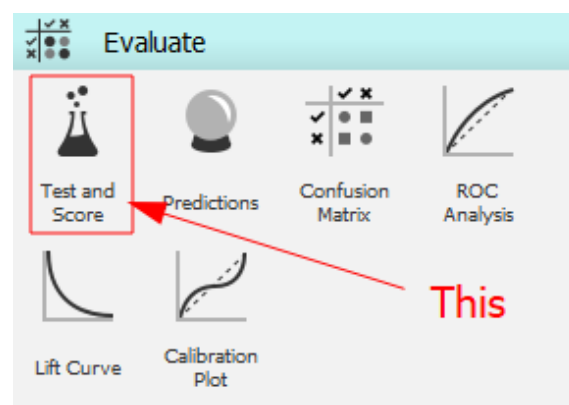 Evaluate
Test and
Score
Predictions
Confusion
Matrix
ROC
Analysis
This
Lift Curve
Calibration
Plot